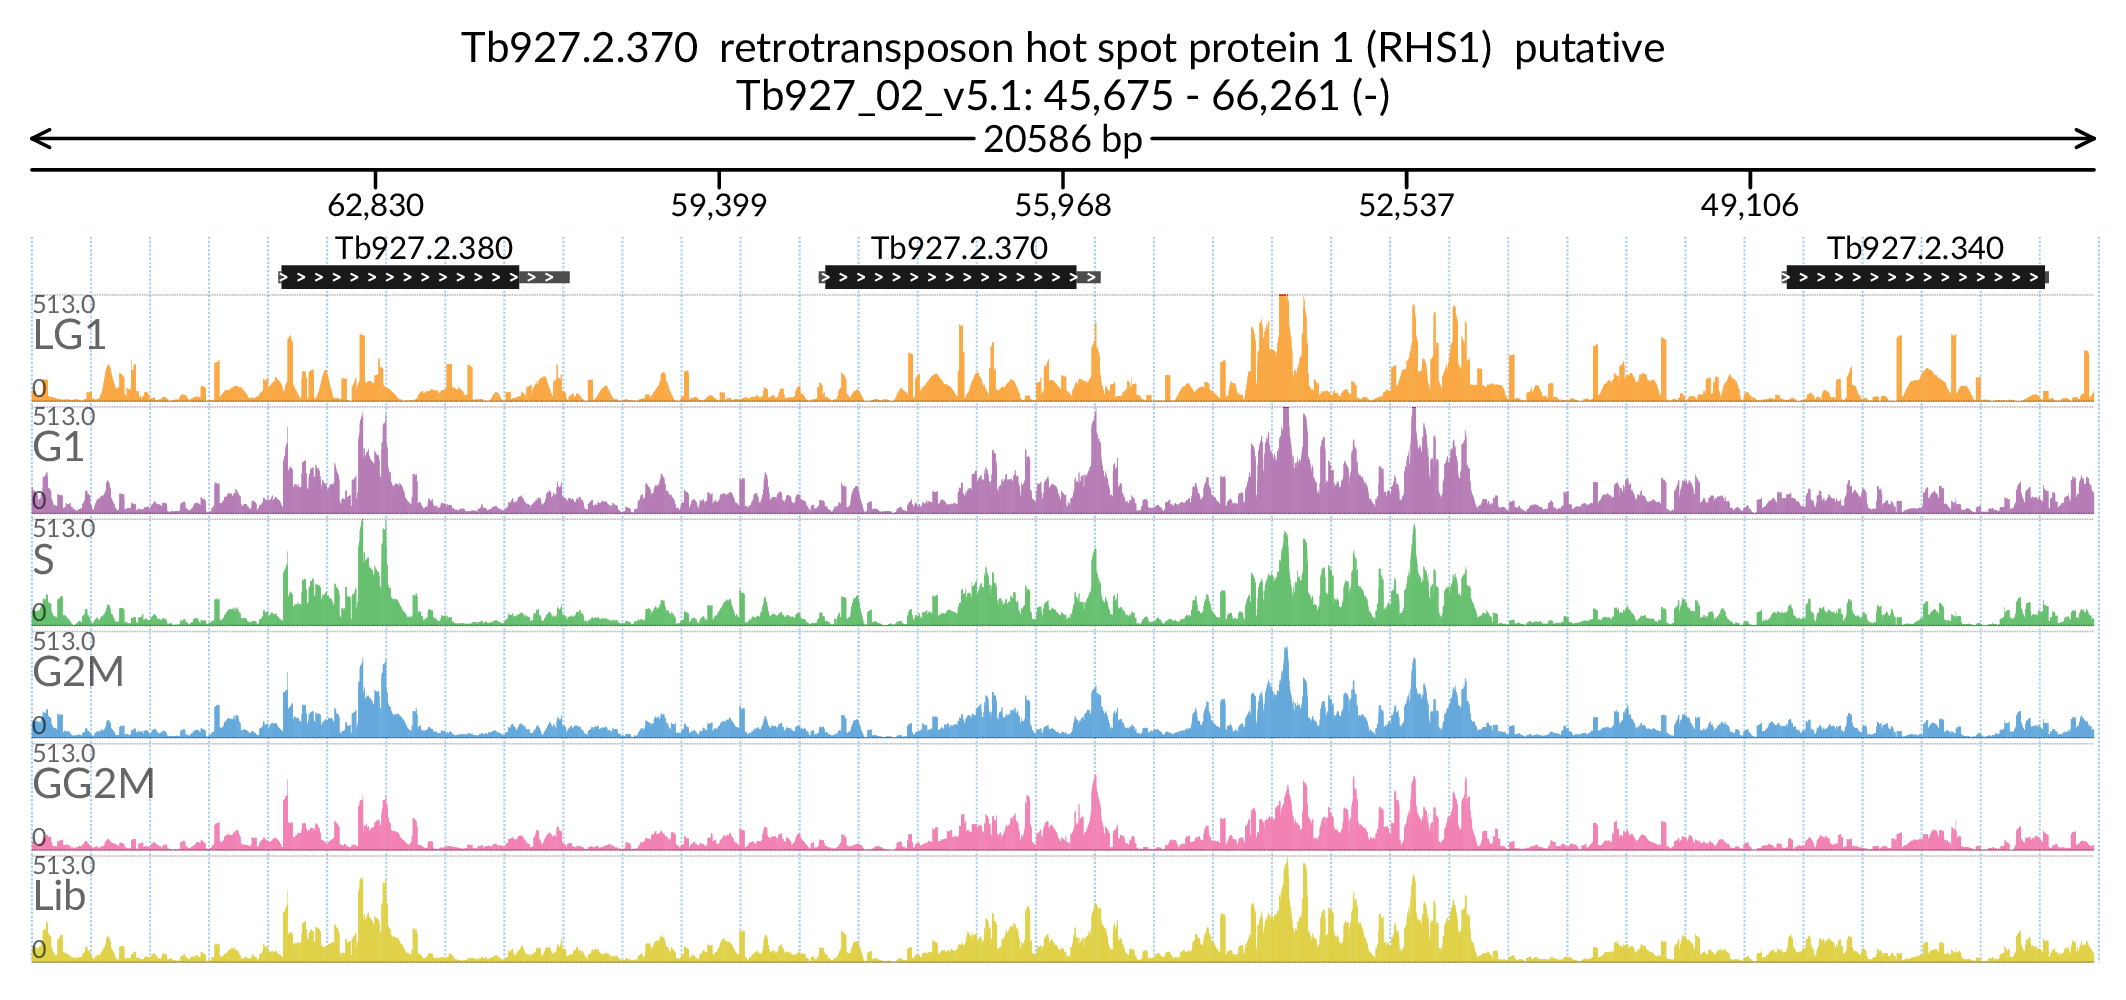 Tb927.2.370 retrotransposon hot spot protein 1 (RHS1) putative
Tb927_02_v5.1: 45,675 - 66,261 (-)
20586 bp
62,830 59,399 55,968 52,537 49,106
Tb927.2.380 Tb927.2.370 Tb927.2.340
513.0
LG1
0
513.0
G1
0
513.0
S
0
513.0
G2M
0
513.0
GG2M
0
513.0
Lib
0